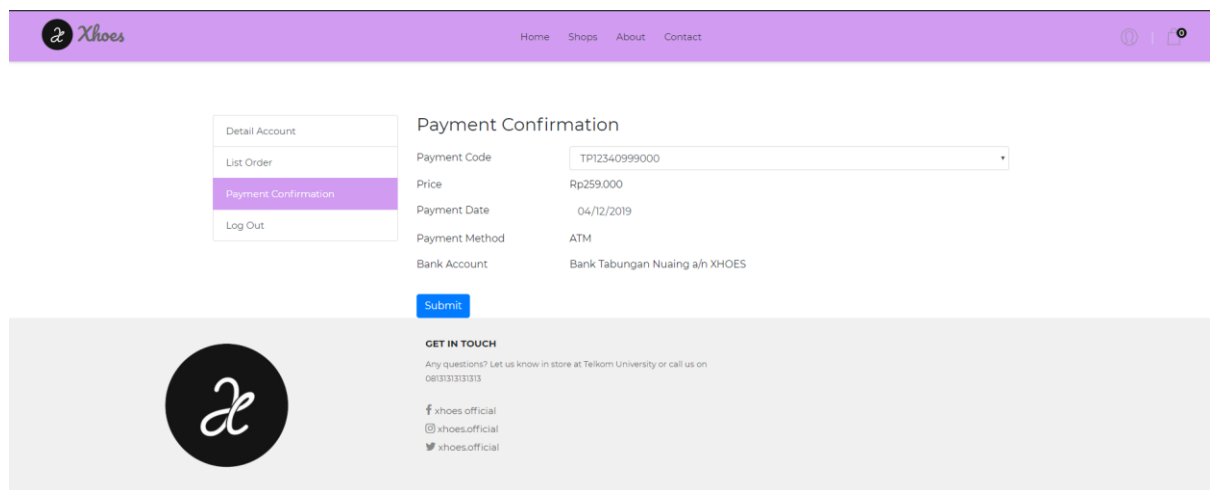 Xhoes
Home Shops About Contact
0
Detail Account
List Order
Payment Confirmation
Log Out
Payment Confirmation
Payment Code TP12340999000
Price Rp259.000
Payment Date 04/12/2019
Payment Method ATM
Bank Account Bank Tabungan Nuaing a/n XHOES
Submit
GET IN TOUCH
Any questions? Let us know in store at Telkom University or call us on
08131313131313
xhoes official
xhoes.official
xhoes.official